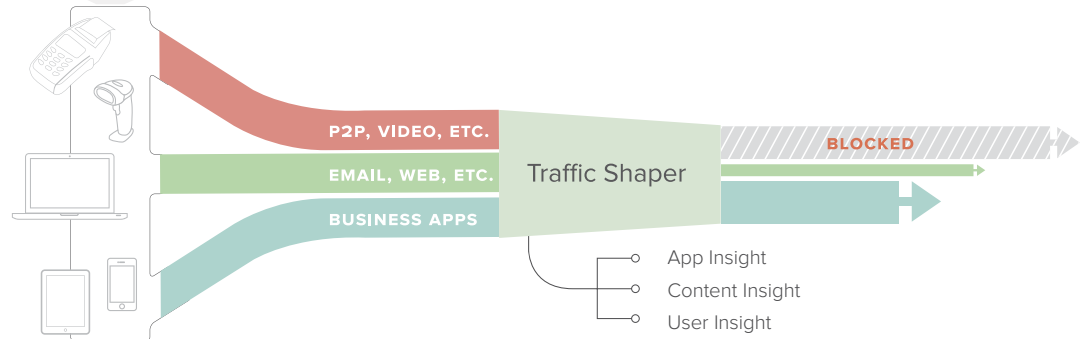 P2P, VIDEO, ETC.
EMAIL, WEB, ETC.
BUSINESS APPS
Traffic Shaper
BLOCKED
App Insight
Content Insight
User Insight